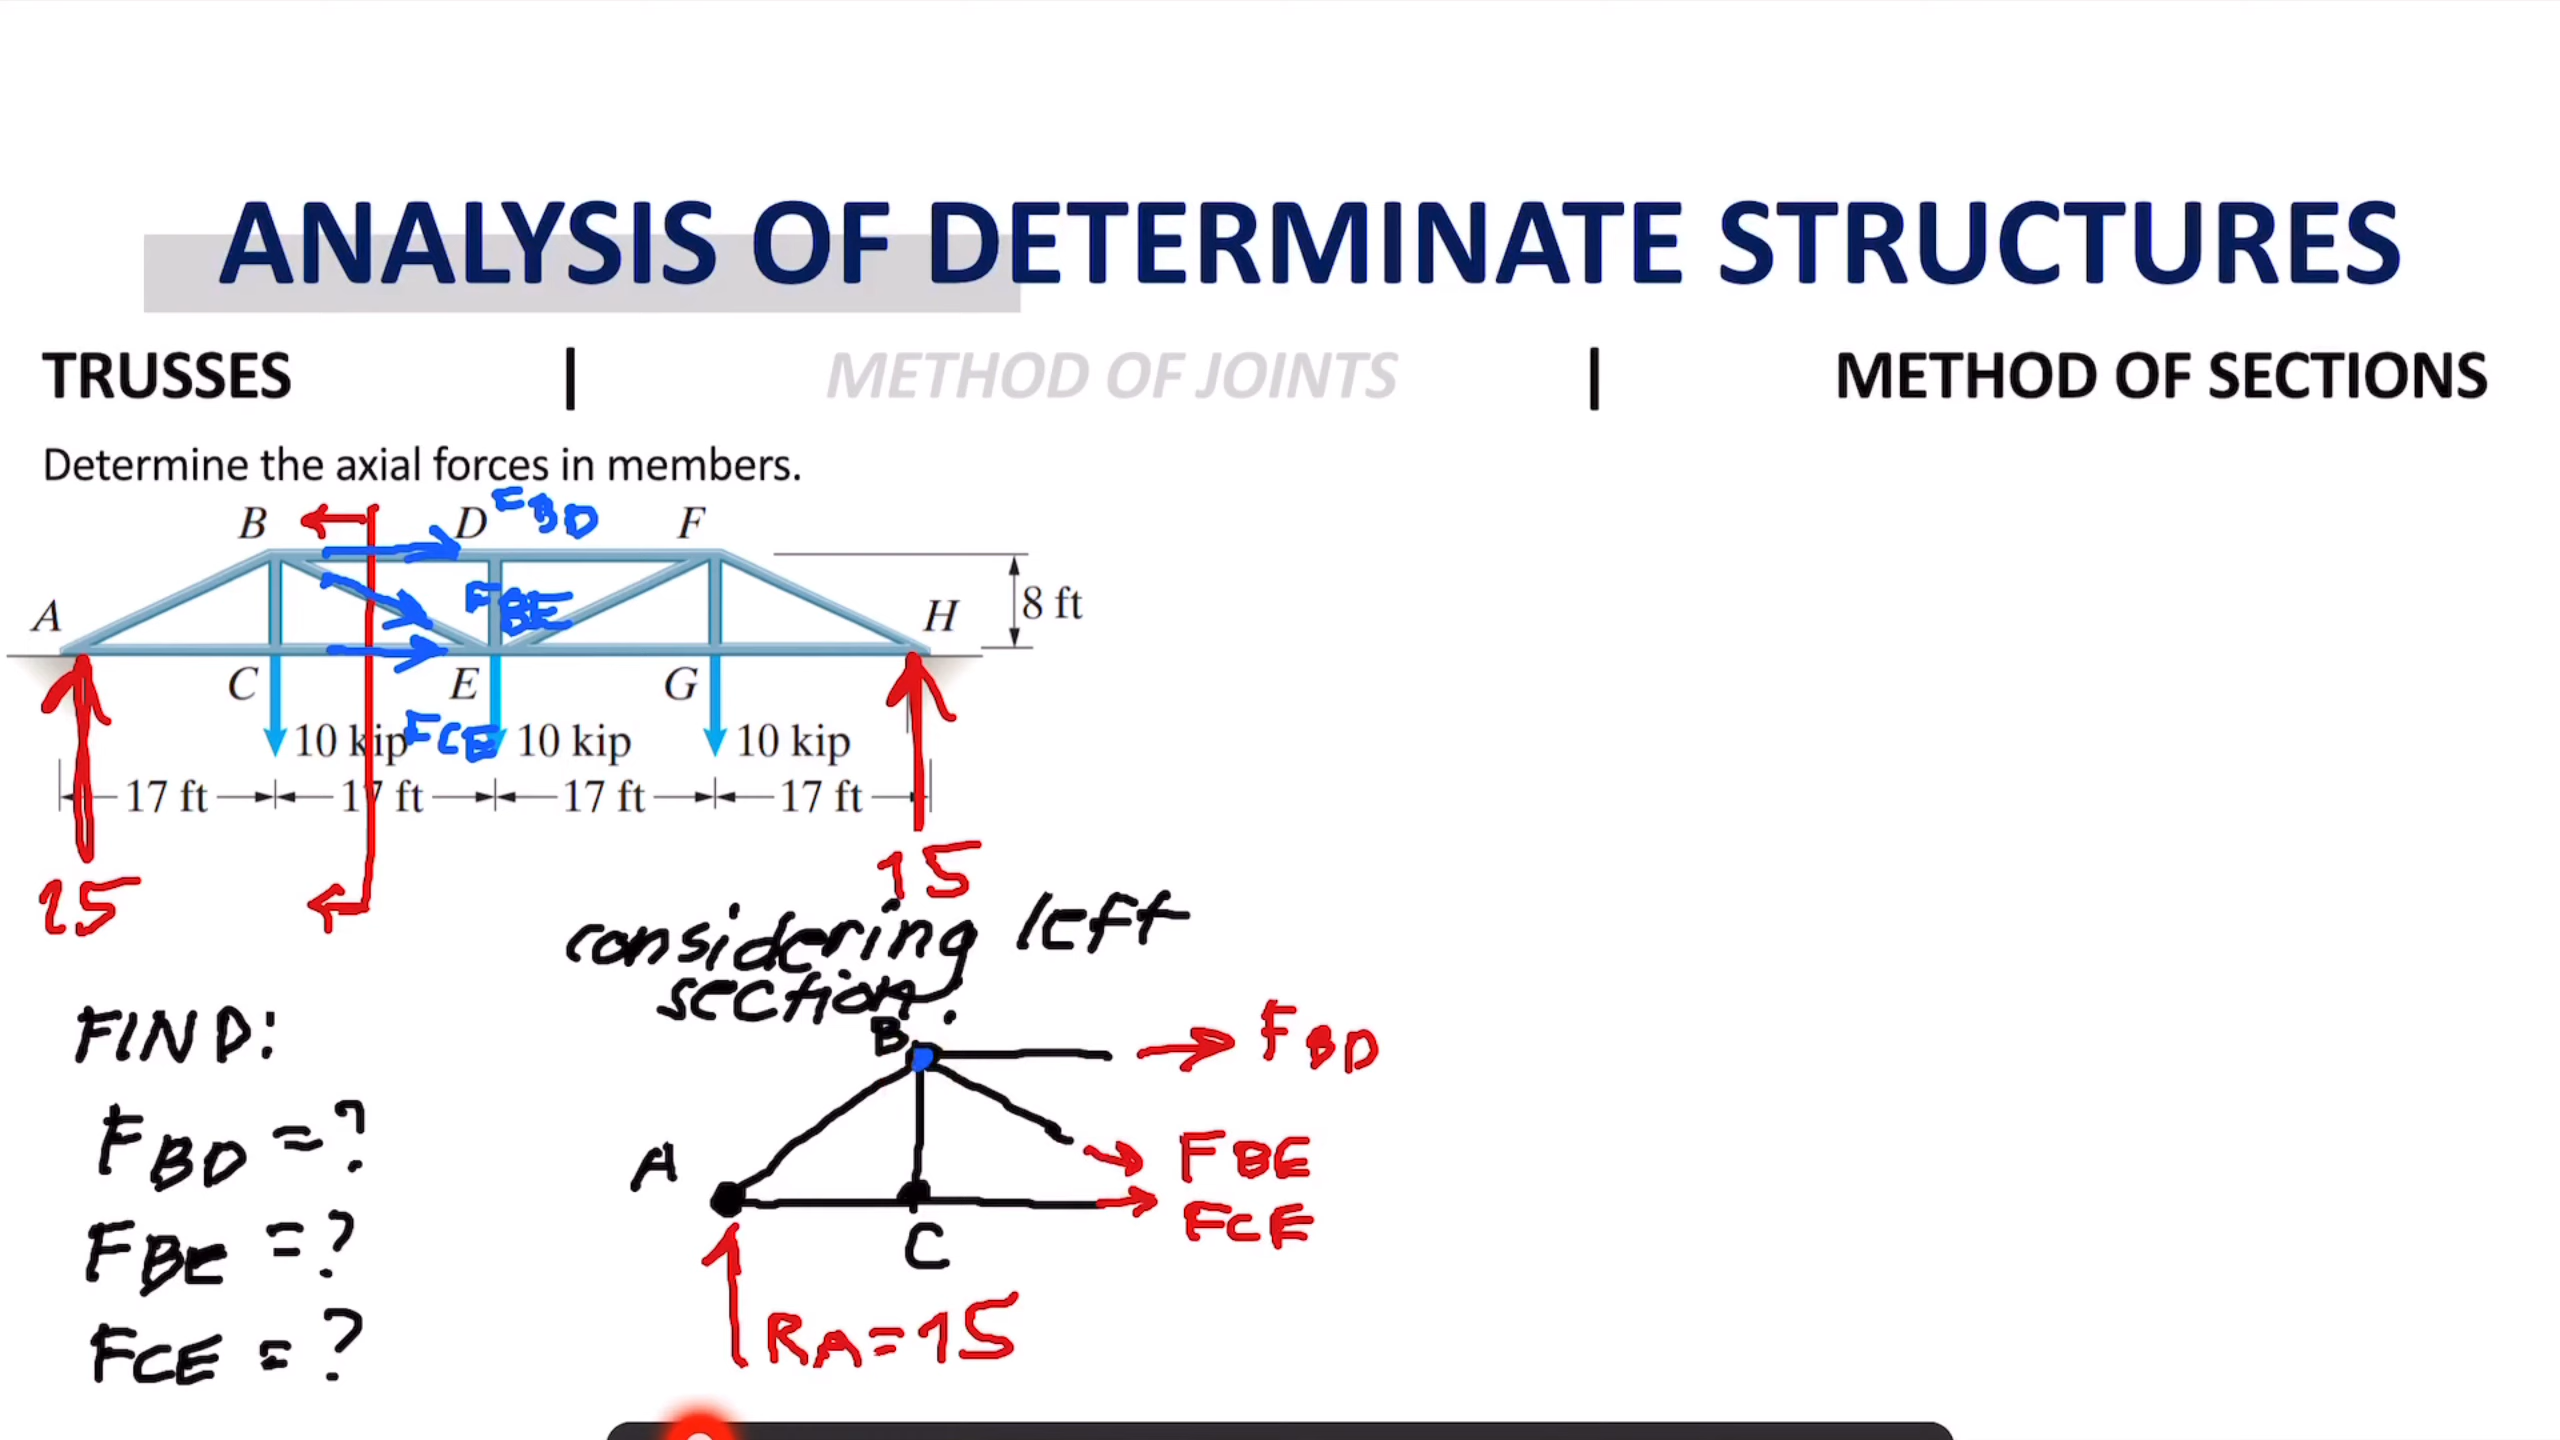 ANALYSIS OF DETERMINATE STRUCTURES
TRUSSES | METHOD OF JOINTS | METHOD OF SECTIONS
Determine the axial forces in members.
B D FBD F
A FBE H 8 ft
C E G
10 kip FCE 10 kip 10 kip
17 ft 17 ft 17 ft 17 ft
15 15
considering left
section.
FIND:
B FBD
FBD = ?
A FBE
FBE = ? FCE
C
FCE = ? RA = 15